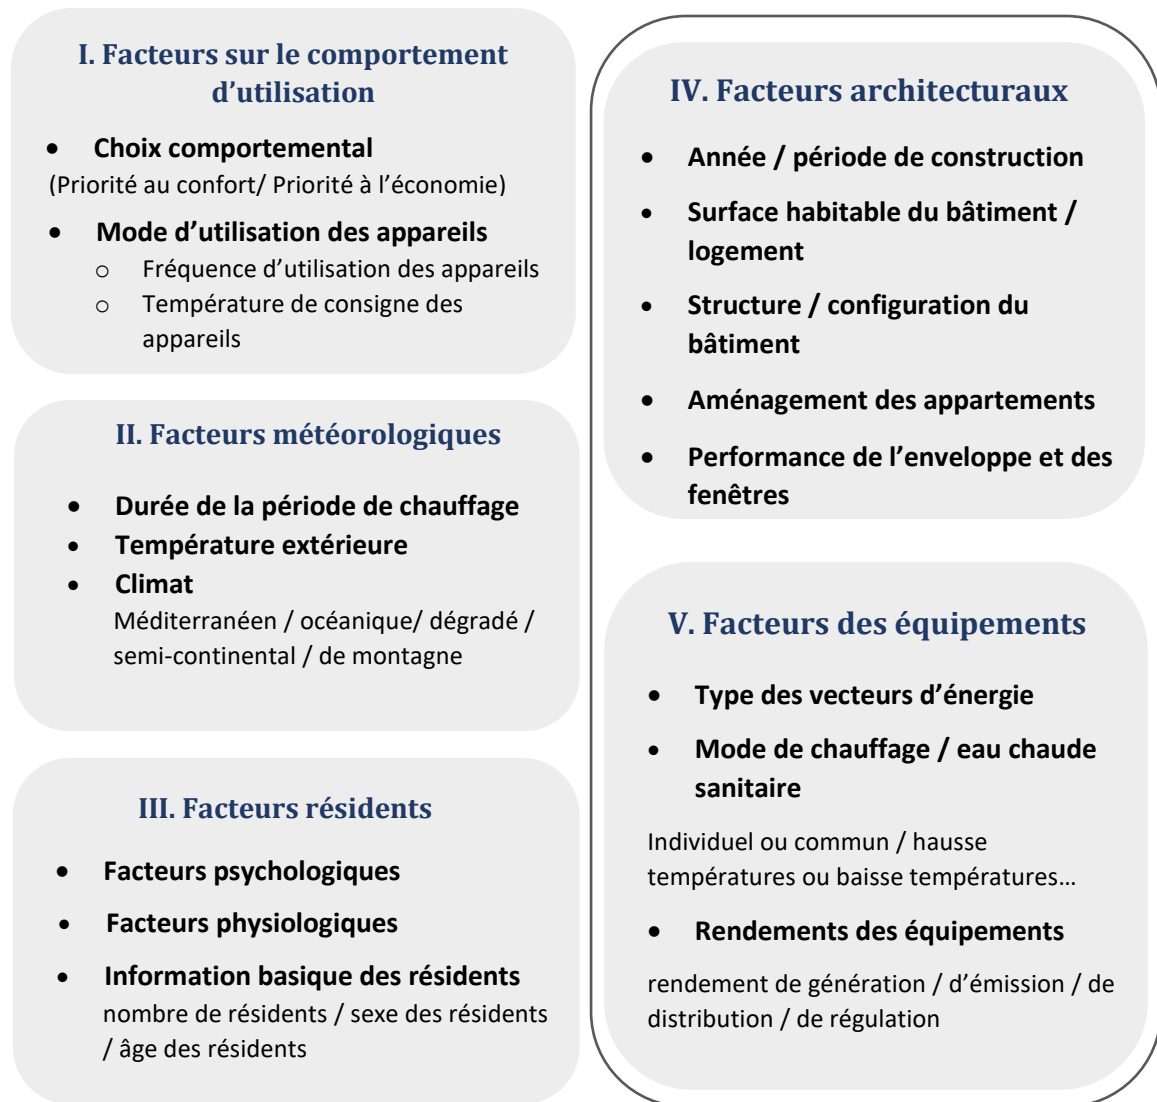 I. Facteurs sur le comportement
d’utilisation
• Choix comportemental
(Priorité au confort/ Priorité à l’économie)
• Mode d’utilisation des appareils
o Fréquence d’utilisation des appareils
o Température de consigne des
appareils
II. Facteurs météorologiques
• Durée de la période de chauffage
• Température extérieure
• Climat
Méditerranéen / océanique/ dégradé /
semi-continental / de montagne
III. Facteurs résidents
• Facteurs psychologiques
• Facteurs physiologiques
• Information basique des résidents
nombre de résidents / sexe des résidents
/ âge des résidents
IV. Facteurs architecturaux
• Année / période de construction
• Surface habitable du bâtiment /
logement
• Structure / configuration du
bâtiment
• Aménagement des appartements
• Performance de l’enveloppe et des
fenêtres
V. Facteurs des équipements
• Type des vecteurs d’énergie
• Mode de chauffage / eau chaude
sanitaire
Individuel ou commun / hausse
températures ou baisse températures…
• Rendements des équipements
rendement de génération / d’émission / de
distribution / de régulation